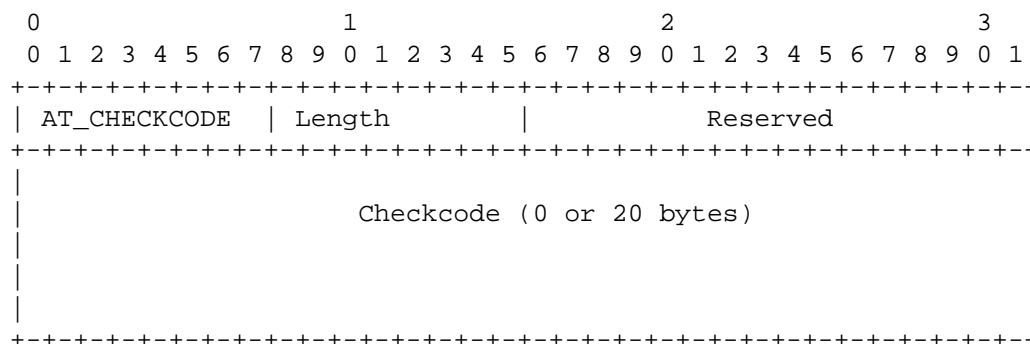 0                   1                   2                   3
 0 1 2 3 4 5 6 7 8 9 0 1 2 3 4 5 6 7 8 9 0 1 2 3 4 5 6 7 8 9 0 1
+-+-+-+-+-+-+-+-+-+-+-+-+-+-+-+-+-+-+-+-+-+-+-+-+-+-+-+-+-+-+-+--
| AT_CHECKCODE  | Length        |           Reserved
+-+-+-+-+-+-+-+-+-+-+-+-+-+-+-+-+-+-+-+-+-+-+-+-+-+-+-+-+-+-+-+--
|
|                     Checkcode (0 or 20 bytes)
|
|
|
+-+-+-+-+-+-+-+-+-+-+-+-+-+-+-+-+-+-+-+-+-+-+-+-+-+-+-+-+-+-+-+--